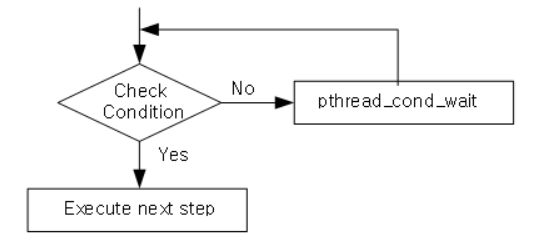 Check
Condition
No
pthread_cond_wait
Yes
Execute next step